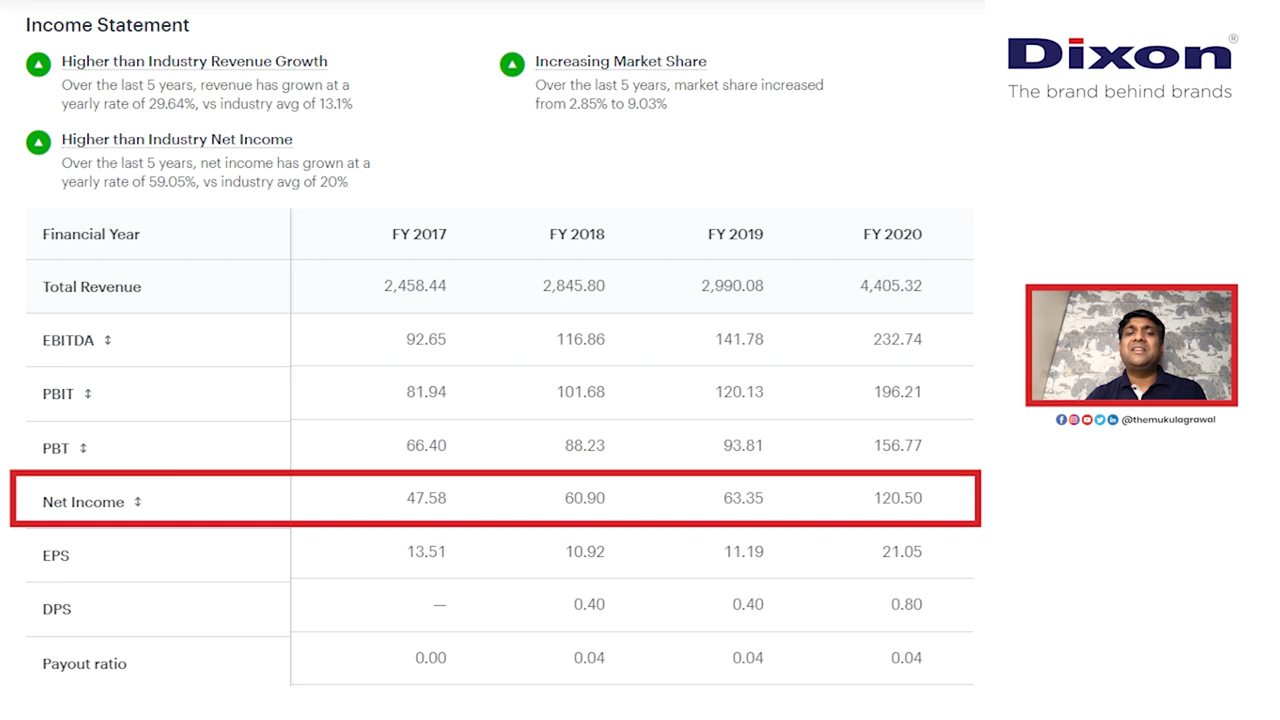 Income Statement
Higher than Industry Revenue Growth
Over the last 5 years, revenue has grown at a
yearly rate of 29.64%, vs industry avg of 13.1%
Increasing Market Share
Over the last 5 years, market share increased
from 2.85% to 9.03%
Higher than Industry Net Income
Over the last 5 years, net income has grown at a
yearly rate of 59.05%, vs industry avg of 20%
Financial Year FY 2017 FY 2018 FY 2019 FY 2020
Total Revenue 2,458.44 2,845.80 2,990.08 4,405.32
EBITDA 92.65 116.86 141.78 232.74
PBIT 81.94 101.68 120.13 196.21
PBT 66.40 88.23 93.81 156.77
Net Income 47.58 60.90 63.35 120.50
EPS 13.51 10.92 11.19 21.05
DPS — 0.40 0.40 0.80
Payout ratio 0.00 0.04 0.04 0.04
Dixon®
The brand behind brands
@themukulagrawal